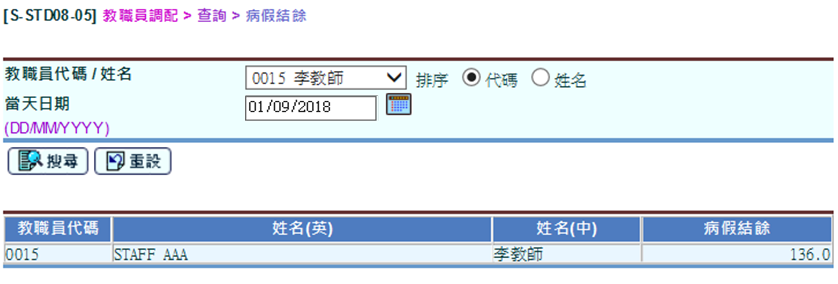 [S-STD08-05] 教職員調配 > 查詢 > 病假結餘
教職員代碼 / 姓名 0015 李教師 排序 代碼 姓名
當天日期 01/09/2018
(DD/MM/YYYY)
搜尋 重設
教職員代碼 姓名(英) 姓名(中) 病假結餘
0015 STAFF AAA 李教師 136.0